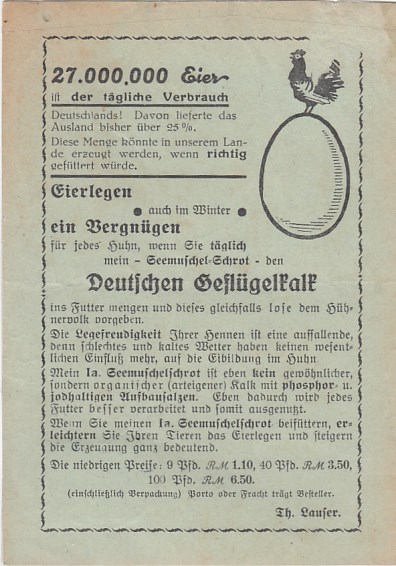 27.000,000 Eier
ist der tägliche Verbrauch
Deutschlands! Davon lieferte das
Ausland bisher über 25%.
Diese Menge könnte in unserem Lan-
de erzeugt werden, wenn richtig
gefüttert würde.
Eierlegen
● auch im Winter ●
ein Vergnügen
für jedes Huhn, wenn Sie täglich
mein - Seemuschel-Schrot - den
Deutschen Geflügelkalk
ins Futter mengen und dieses gleichfalls lose dem Hüh-
nervolk vorgeben.
Die Legefreudigkeit Ihrer Hennen ist eine auffallende,
denn schlechtes und kaltes Wetter haben keinen wesent-
lichen Einfluß mehr, auf die Eibildung im Huhn.
Mein Ia. Seemuschelschrot ist eben kein gewöhnlicher,
sondern organischer (arteigener) Kalk mit phosphor- u.
jodhaltigen Aufbausalzen. Eben dadurch wird jedes
Futter besser verarbeitet und somit ausgenutzt.
Wenn Sie meinen Ia. Seemuschelschrot beifüttern, er-
leichtern Sie Ihren Tieren das Eierlegen und steigern
die Erzeugung ganz bedeutend.
Die niedrigen Preise: 9 Pfd. RM 1.10, 40 Pfd. RM 3.50,
100 Pfd. RM 6.50.
(einschließlich Verpackung) Porto oder Fracht trägt Besteller.
Th. Lauser.